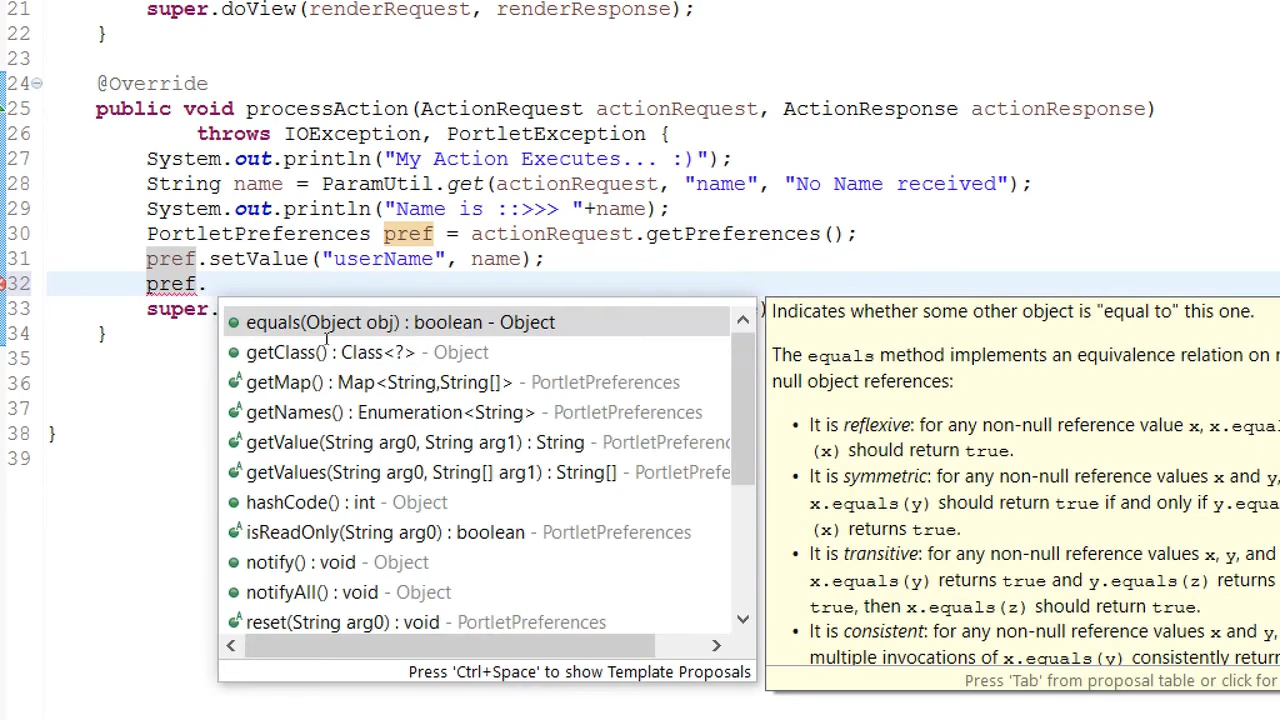 21 super.doView(renderRequest, renderResponse);
22 }
23
24 @Override
25 public void processAction(ActionRequest actionRequest, ActionResponse actionResponse)
26 throws IOException, PortletException {
27 System.out.println("My Action Executes... :)");
28 String name = ParamUtil.get(actionRequest, "name", "No Name received");
29 System.out.println("Name is ::>>> "+name);
30 PortletPreferences pref = actionRequest.getPreferences();
31 pref.setValue("userName", name);
32 pref.
33 super.
34 }
35
36
37
38 }
39
equals(Object obj) : boolean - Object
getClass() : Class<?> - Object
getMap() : Map<String,String[]> - PortletPreferences
getNames() : Enumeration<String> - PortletPreferences
getValue(String arg0, String arg1) : String - PortletPreferenc
getValues(String arg0, String[] arg1) : String[] - PortletPrefe
hashCode() : int - Object
isReadOnly(String arg0) : boolean - PortletPreferences
notify() : void - Object
notifyAll() : void - Object
reset(String arg0) : void - PortletPreferences
Press 'Ctrl+Space' to show Template Proposals
Indicates whether some other object is "equal to" this one.
The equals method implements an equivalence relation on
null object references:
• It is reflexive: for any non-null reference value x, x.equa
(x) should return true.
• It is symmetric: for any non-null reference values x and y,
x.equals(y) should return true if and only if y.equa
(x) returns true.
• It is transitive: for any non-null reference values x, y, and
x.equals(y) returns true and y.equals(z) returns
true, then x.equals(z) should return true.
• It is consistent: for any non-null reference values x and y,
multiple invocations of x.equals(y) consistently return
Press 'Tab' from proposal table or click for